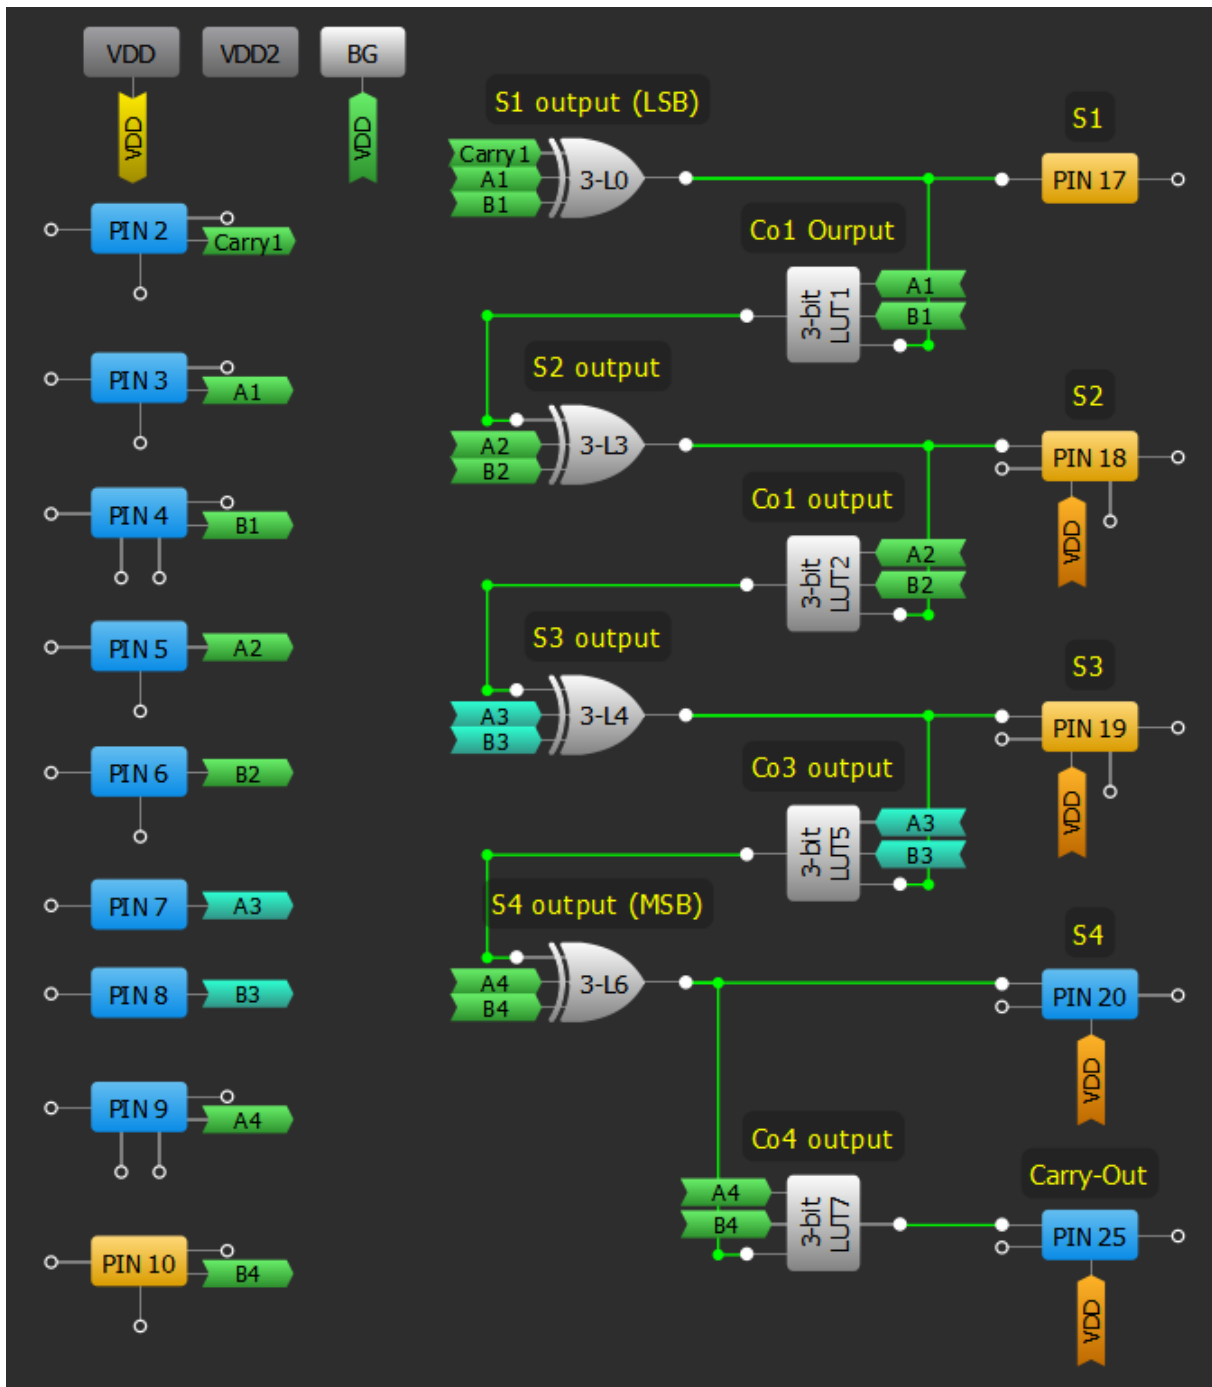 VDD VDD2 BG
VDD VDD
S1 output (LSB)
Carry1
A1
B1
3-L0
S1
PIN 17
PIN 2
Carry1
Co1 Ourput
3-bit
LUT1
A1
B1
PIN 3
A1
S2 output
A2
B2
3-L3
S2
PIN 18
VDD
PIN 4
B1
Co1 output
3-bit
LUT2
A2
B2
PIN 5
A2
S3 output
A3
B3
3-L4
S3
PIN 19
VDD
PIN 6
B2
Co3 output
3-bit
LUT5
A3
B3
PIN 7
A3
S4 output (MSB)
A4
B4
3-L6
S4
PIN 20
VDD
PIN 8
B3
PIN 9
A4
Co4 output
A4
B4
3-bit
LUT7
Carry-Out
PIN 25
VDD
PIN 10
B4